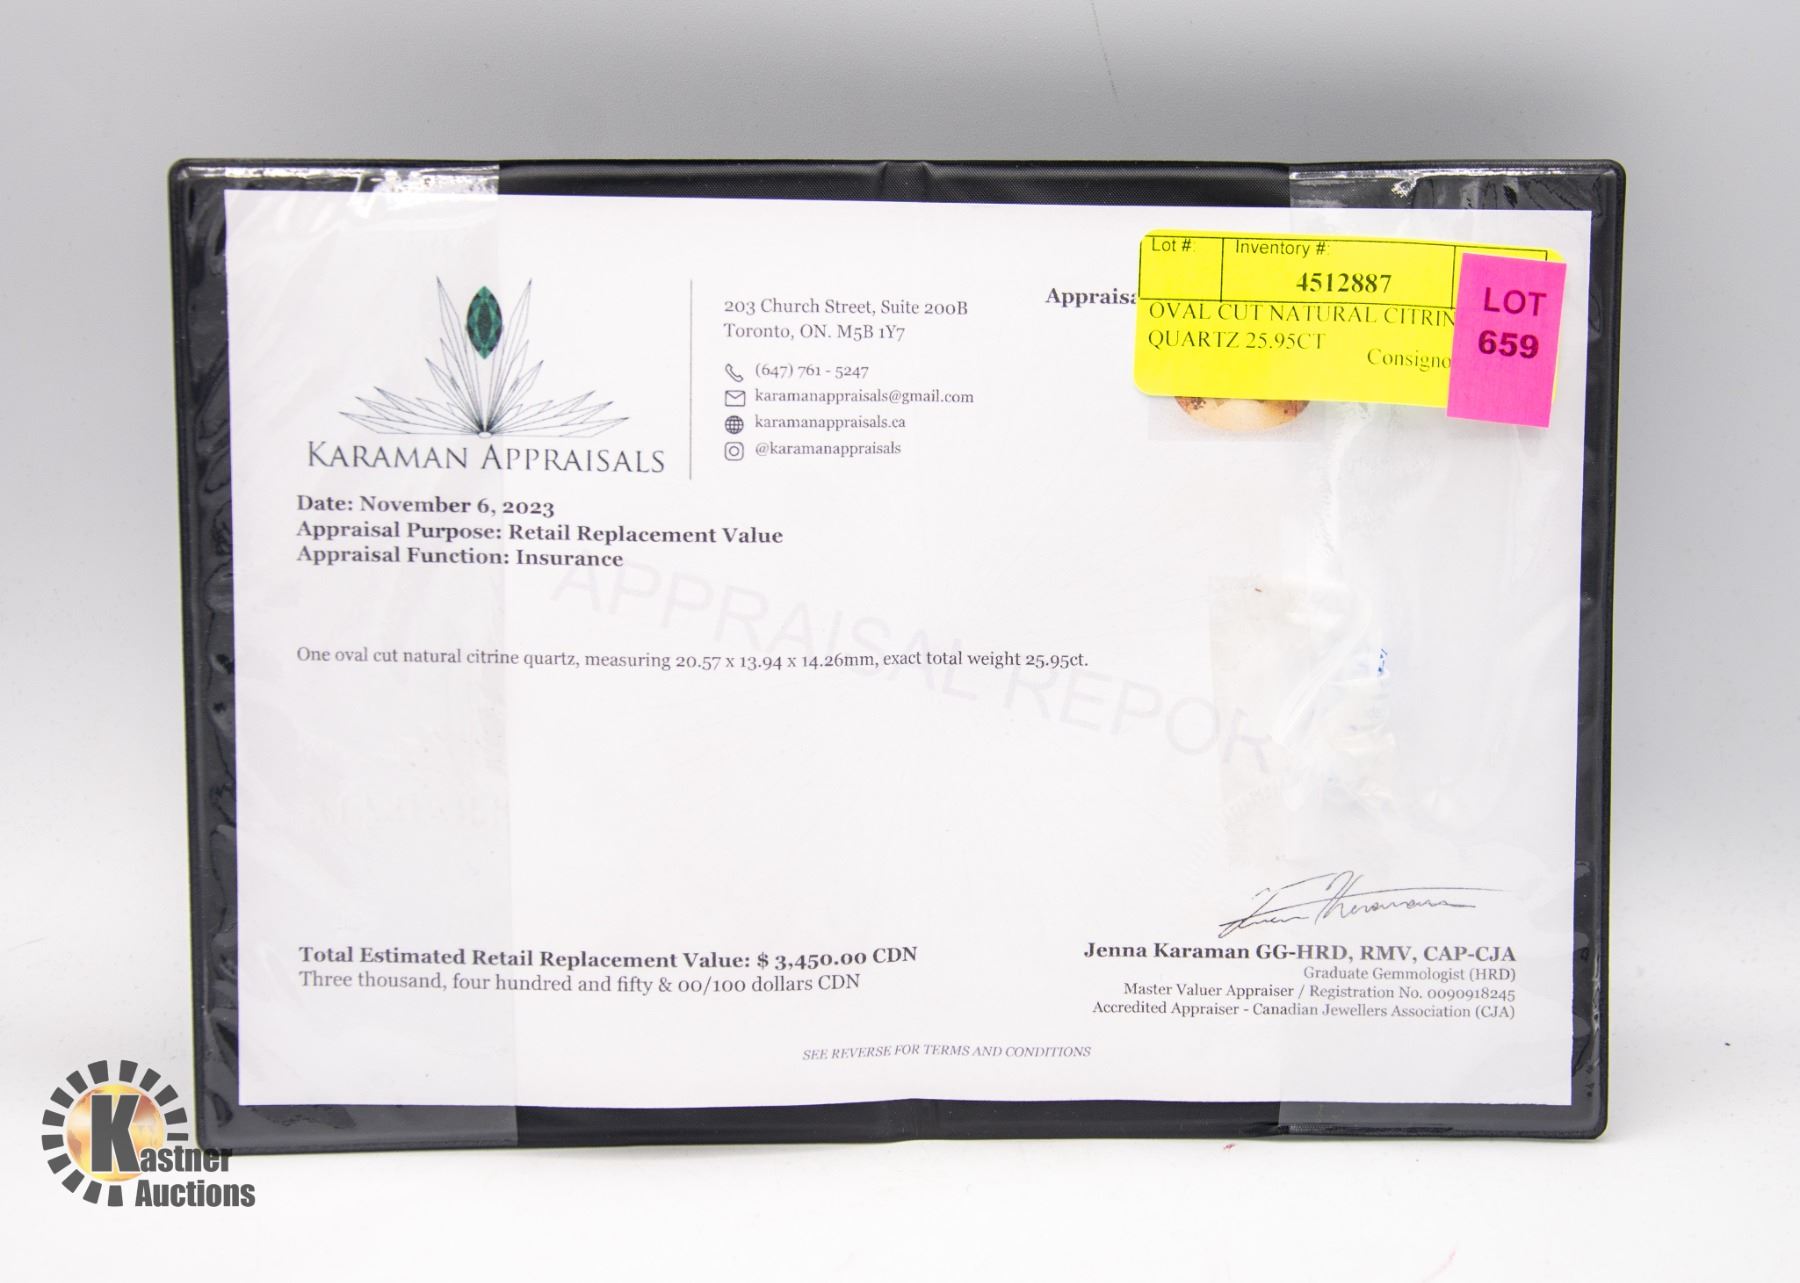 KARAMAN APPRAISALS
203 Church Street, Suite 200B
Toronto, ON. M5B 1Y7
(647) 761 - 5247
karamanappraisals@gmail.com
karamanappraisals.ca
@karamanappraisals
Appraisa
Lot #:
Inventory #:
4512887
OVAL CUT NATURAL CITRIN
QUARTZ 25.95CT
Consigno
LOT
659
Date: November 6, 2023
Appraisal Purpose: Retail Replacement Value
Appraisal Function: Insurance
APPRAISAL REPOR
One oval cut natural citrine quartz, measuring 20.57 x 13.94 x 14.26mm, exact total weight 25.95ct.
Total Estimated Retail Replacement Value: $ 3,450.00 CDN
Three thousand, four hundred and fifty & 00/100 dollars CDN
Jenna Karaman GG-HRD, RMV, CAP-CJA
Graduate Gemmologist (HRD)
Master Valuer Appraiser / Registration No. 0090918245
Accredited Appraiser - Canadian Jewellers Association (CJA)
SEE REVERSE FOR TERMS AND CONDITIONS
Kastner
Auctions